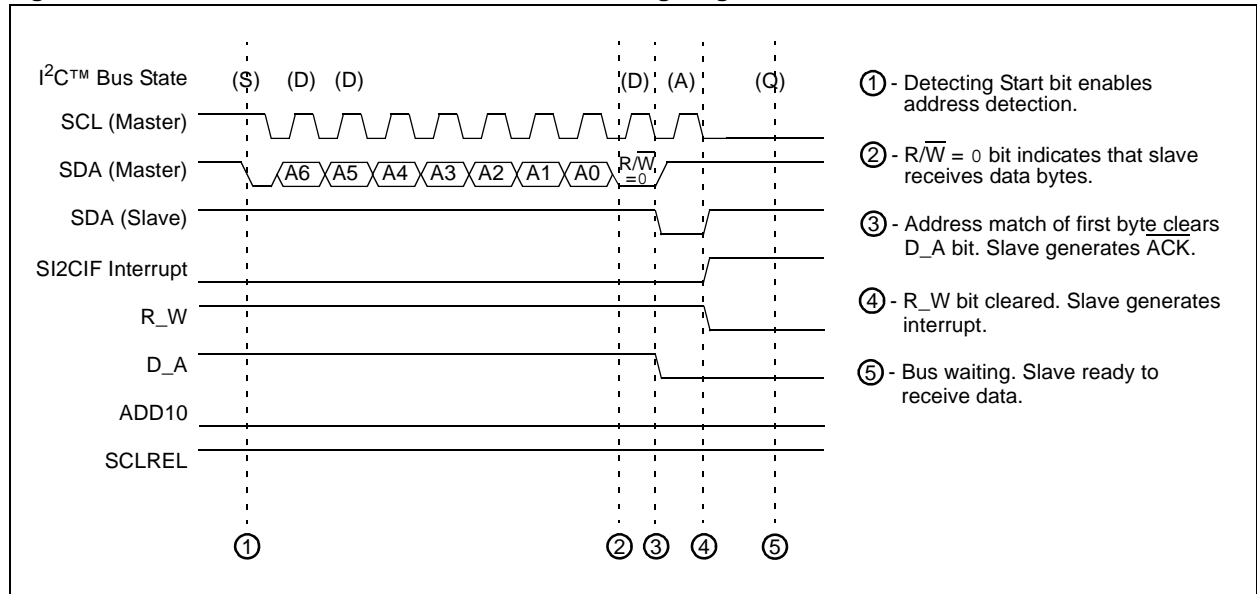 I²C™ Bus State (S) (D) (D) (D) (A) (Q)
SCL (Master)
SDA (Master) A6 A5 A4 A3 A2 A1 A0 R/W̅
=0
SDA (Slave)
SI2CIF Interrupt
R_W
D_A
ADD10
SCLREL
① ② ③ ④ ⑤
① - Detecting Start bit enables
address detection.
② - R/W̅ = 0 bit indicates that slave
receives data bytes.
③ - Address match of first byte clears
D_A bit. Slave generates A̅C̅K̅.
④ - R_W bit cleared. Slave generates
interrupt.
⑤ - Bus waiting. Slave ready to
receive data.